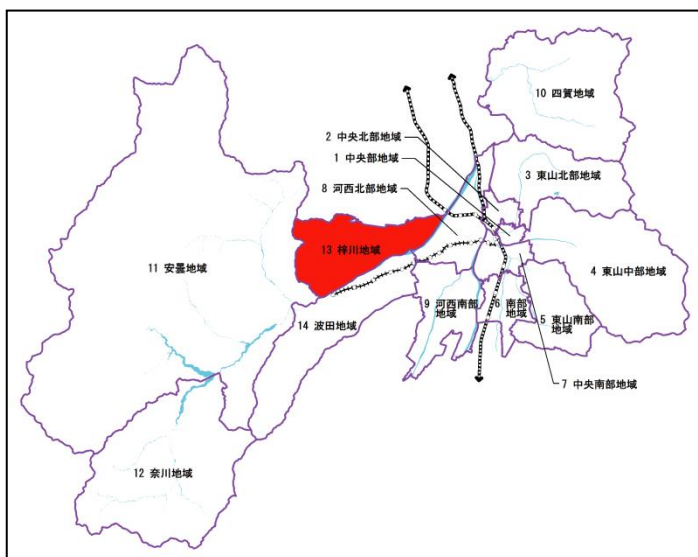 10 四賀地域
2 中央北部地域
1 中央部地域
8 河西北部地域
3 東山北部地域
13 梓川地域
11 安曇地域
4 東山中部地域
14 波田地域
9 河西南部
地域
6 南部
地域
5 東山南部
地域
7 中央南部地域
12 奈川地域